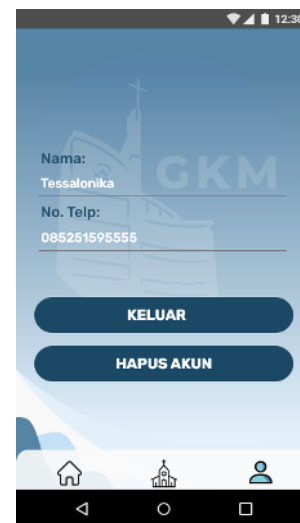 12:30
Nama:
GKM
Tessalonika
No. Telp:
085251595555
KELUAR
HAPUS AKUN